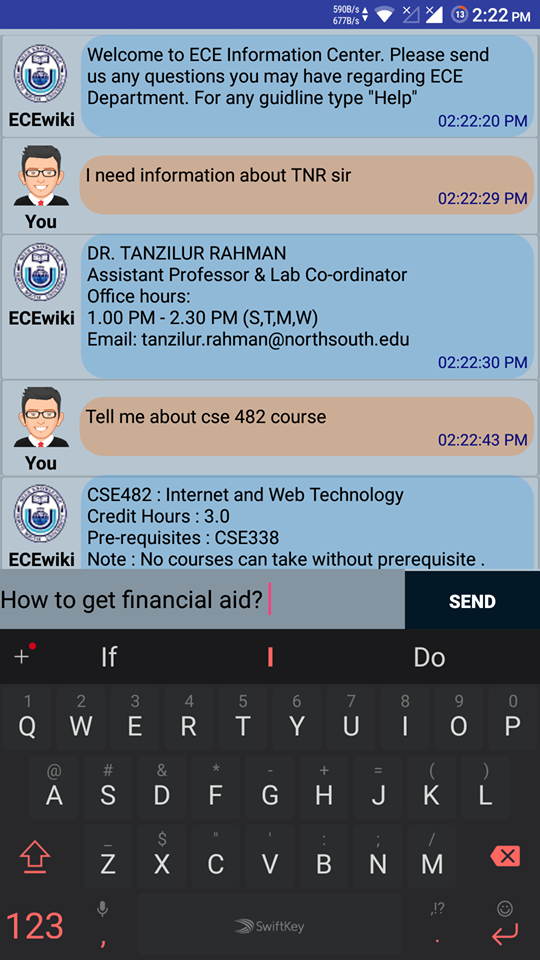 590B/s
677B/s
13
2:22 PM
Welcome to ECE Information Center. Please send
us any questions you may have regarding ECE
Department. For any guidline type "Help"
02:22:20 PM
ECEwiki
I need information about TNR sir
02:22:29 PM
You
DR. TANZILUR RAHMAN
Assistant Professor & Lab Co-ordinator
Office hours:
1.00 PM - 2.30 PM (S,T,M,W)
Email: tanzilur.rahman@northsouth.edu
02:22:30 PM
ECEwiki
Tell me about cse 482 course
02:22:43 PM
You
CSE482 : Internet and Web Technology
Credit Hours : 3.0
Pre-requisites : CSE338
Note : No courses can take without prerequisite .
ECEwiki
How to get financial aid?
SEND
+ If I Do
1 2 3 4 5 6 7 8 9 0
Q W E R T Y U I O P
@ # & * - + = ( )
A S D F G H J K L
_ $ " ' : ; /
Z X C V B N M
123 , SwiftKey ,!? .